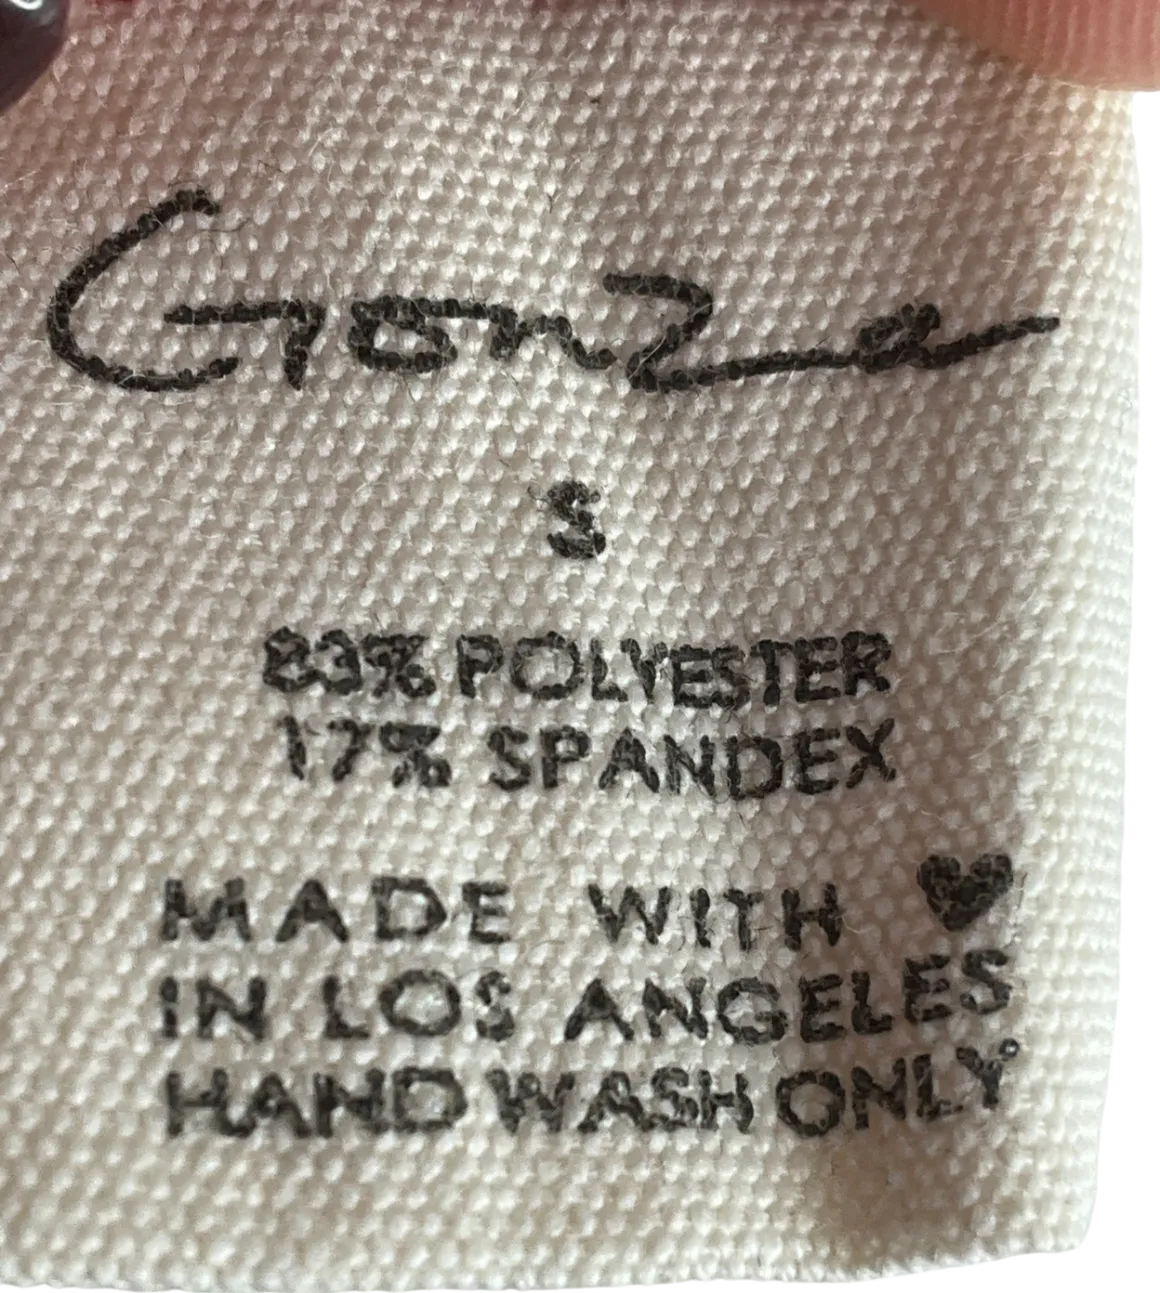 Gonza
S
83% POLYESTER
17% SPANDEX
MADE WITH ♥
IN LOS ANGELES
HAND WASH ONLY